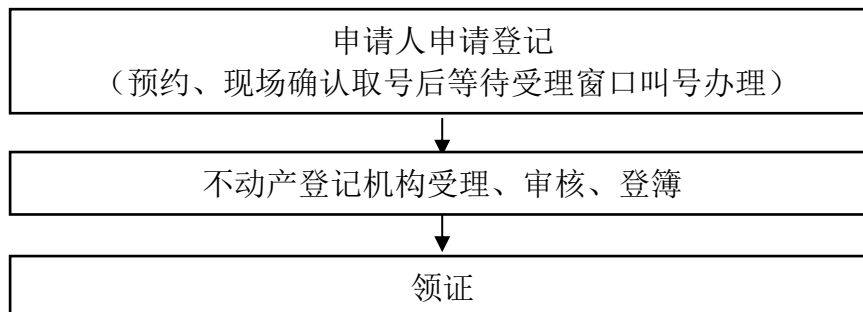 申请人申请登记
（预约、现场确认取号后等待受理窗口叫号办理）
不动产登记机构受理、审核、登簿
领证